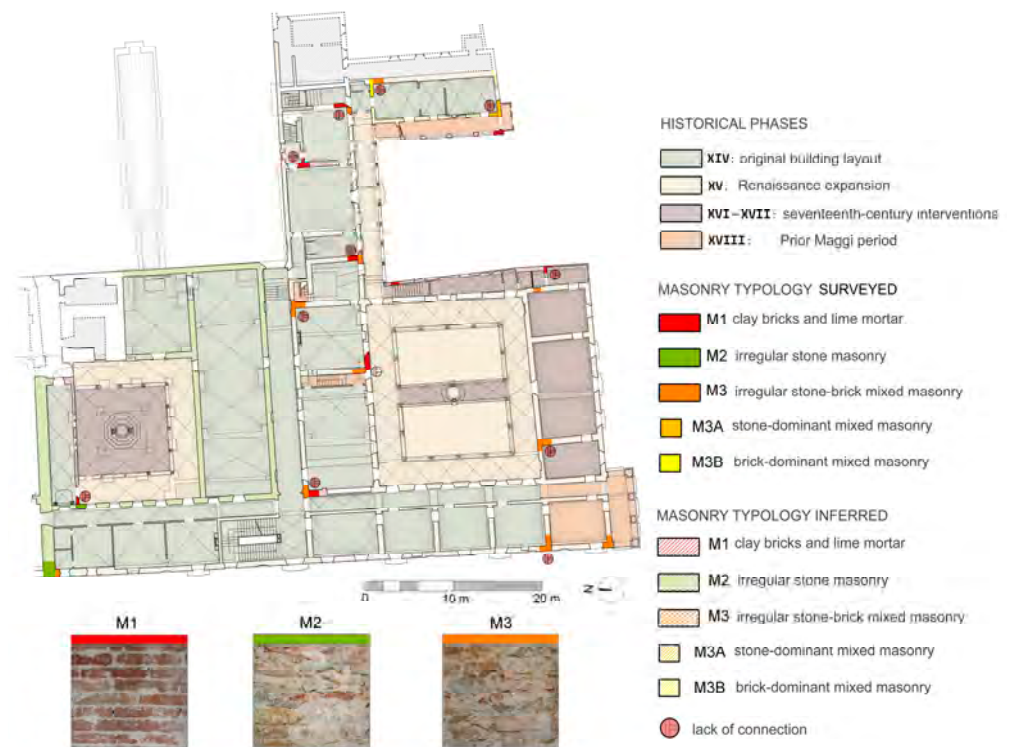 HISTORICAL PHASES
XIV: original building layout
XV. Renaissance expansion
XVI-XVII: seventeenth-century interventions
XVIII: Prior Maggi period
MASONRY TYPOLOGY SURVEYED
M1 clay bricks and lime mortar
M2 irregular stone masonry
M3 irregular stone-brick mixed masonry
M3A stone-dominant mixed masonry
M3B brick-dominant mixed masonry
MASONRY TYPOLOGY INFERRED
M1 clay bricks and lime mortar
M2 irregular stone masonry
M3 irregular stone-brick mixed masonry
M3A stone-dominant mixed masonry
M3B brick-dominant mixed masonry
lack of connection
0 10 m 20 m N
M1 M2 M3